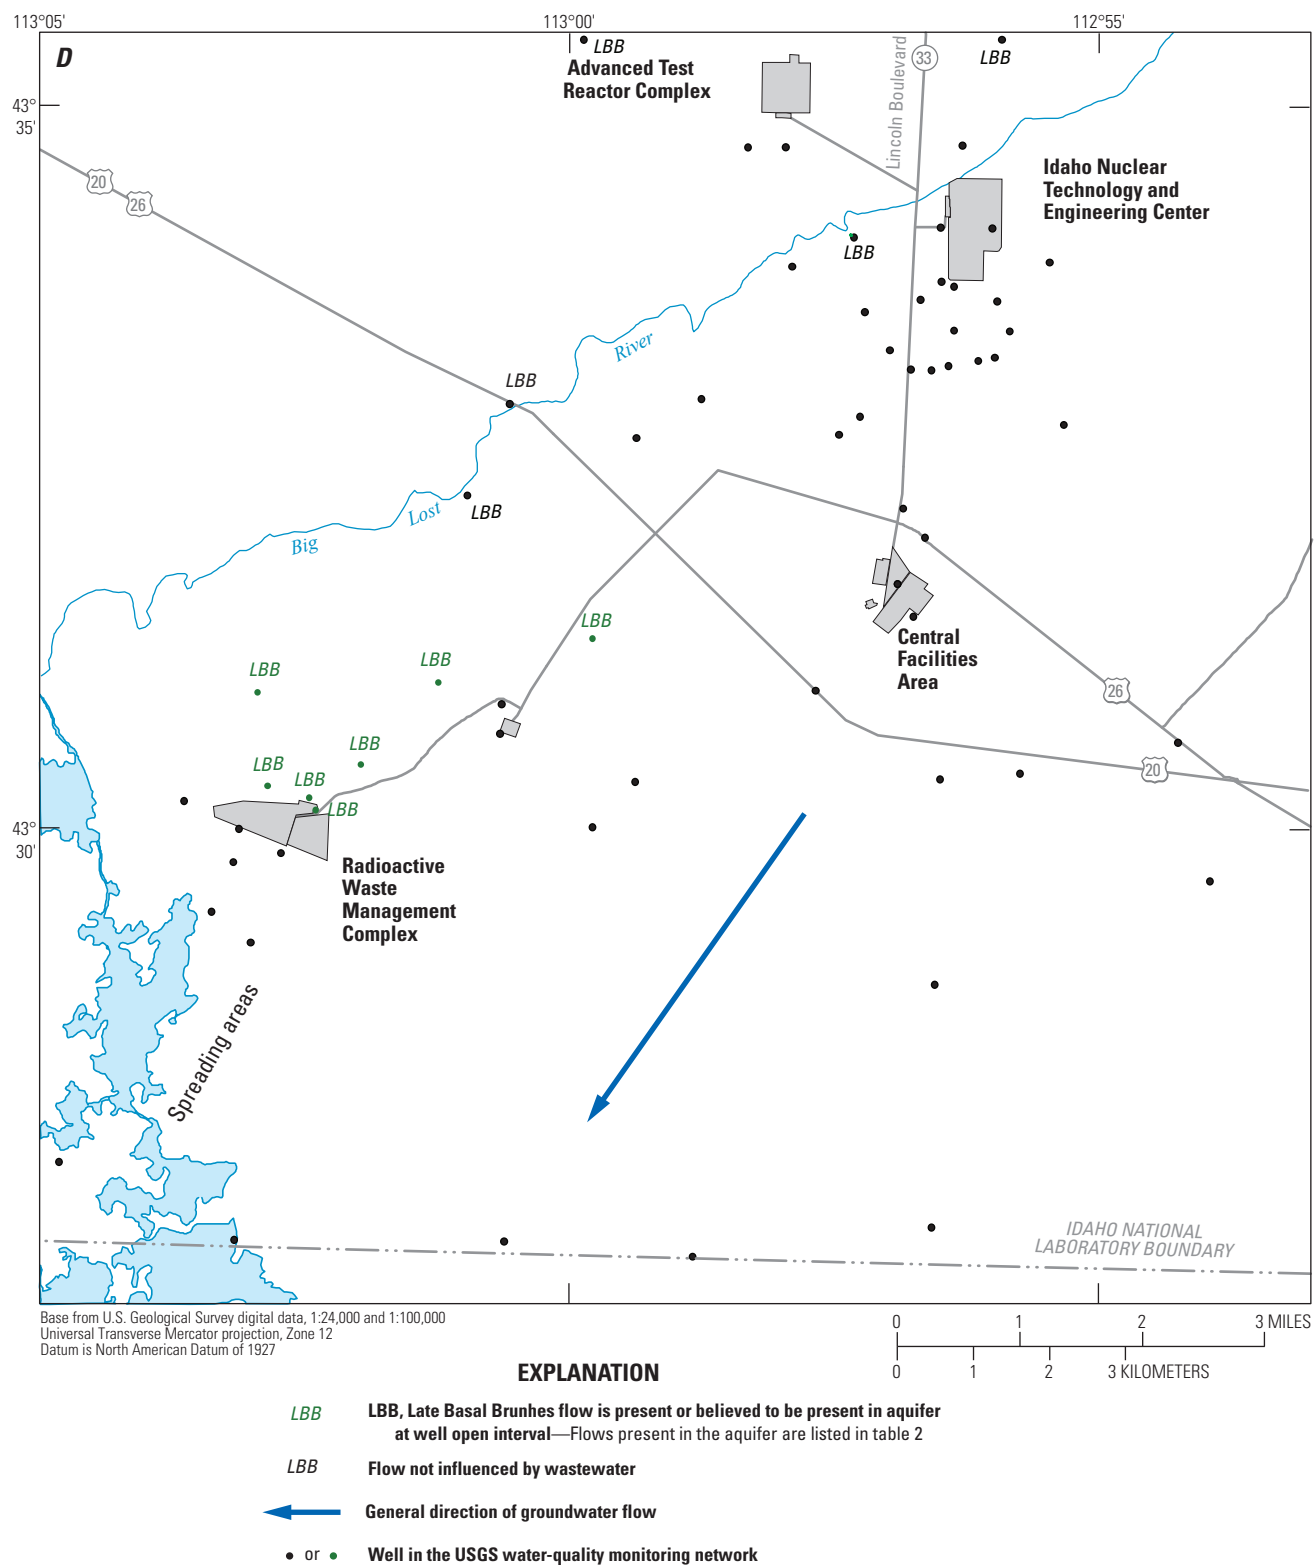 113°05'
113°00'
112°55'
D
LBB
Advanced Test
Reactor Complex
Lincoln Boulevard
33
LBB
43°
35'
20
26
Idaho Nuclear
Technology and
Engineering Center
LBB
River
LBB
LBB
Lost
Big
LBB
Central
Facilities
Area
LBB
LBB
26
LBB
LBB
LBB
20
LBB
43°
30'
Radioactive
Waste
Management
Complex
Spreading areas
IDAHO NATIONAL
LABORATORY BOUNDARY
Base from U.S. Geological Survey digital data, 1:24,000 and 1:100,000
Universal Transverse Mercator projection, Zone 12
Datum is North American Datum of 1927
0 1 2 3 MILES
0 1 2 3 KILOMETERS
EXPLANATION
LBB LBB, Late Basal Brunhes flow is present or believed to be present in aquifer
at well open interval—Flows present in the aquifer are listed in table 2
LBB Flow not influenced by wastewater
General direction of groundwater flow
or Well in the USGS water-quality monitoring network